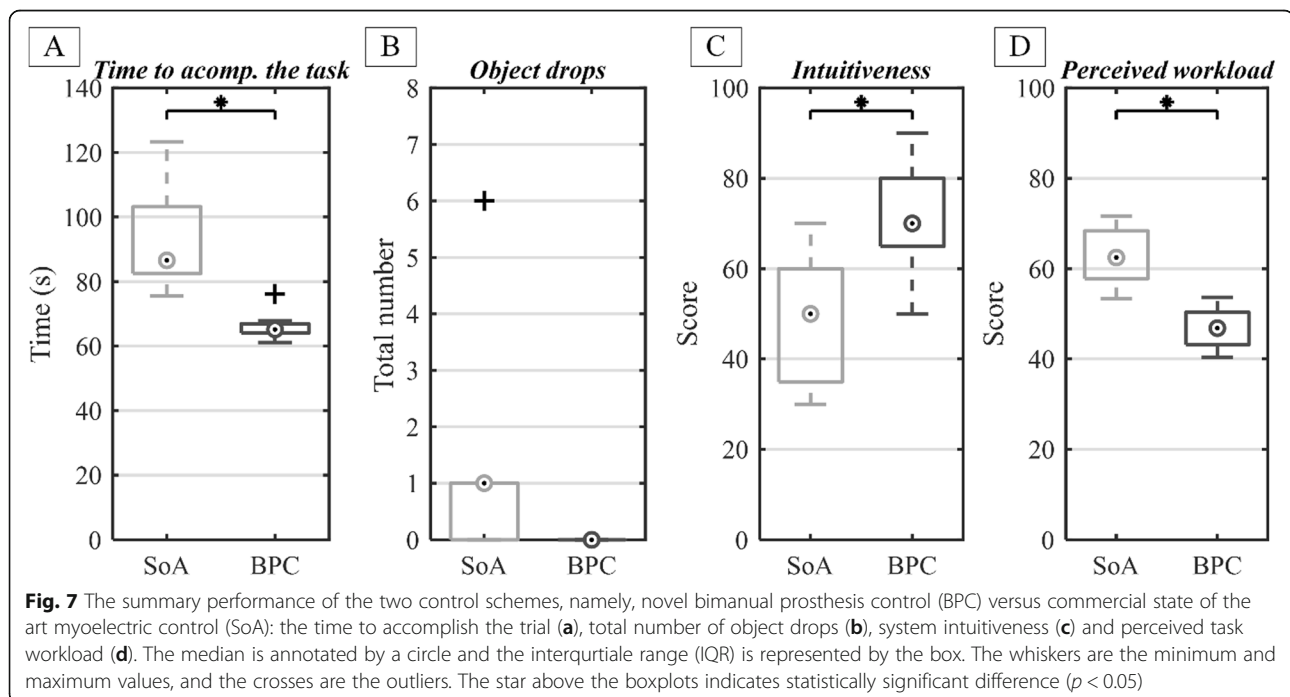 A
Time to acomp. the task
140
120
100
80
60
40
20
0
Time (s)
*
SoA BPC
B
Object drops
8
7
6
5
4
3
2
1
0
Total number
SoA BPC
C
Intuitiveness
100
80
60
40
20
0
Score
*
SoA BPC
D
Perceived workload
100
80
60
40
20
0
Score
*
SoA BPC
Fig. 7 The summary performance of the two control schemes, namely, novel bimanual prosthesis control (BPC) versus commercial state of the
art myoelectric control (SoA): the time to accomplish the trial (a), total number of object drops (b), system intuitiveness (c) and perceived task
workload (d). The median is annotated by a circle and the interqurtiale range (IQR) is represented by the box. The whiskers are the minimum and
maximum values, and the crosses are the outliers. The star above the boxplots indicates statistically significant difference (p < 0.05)